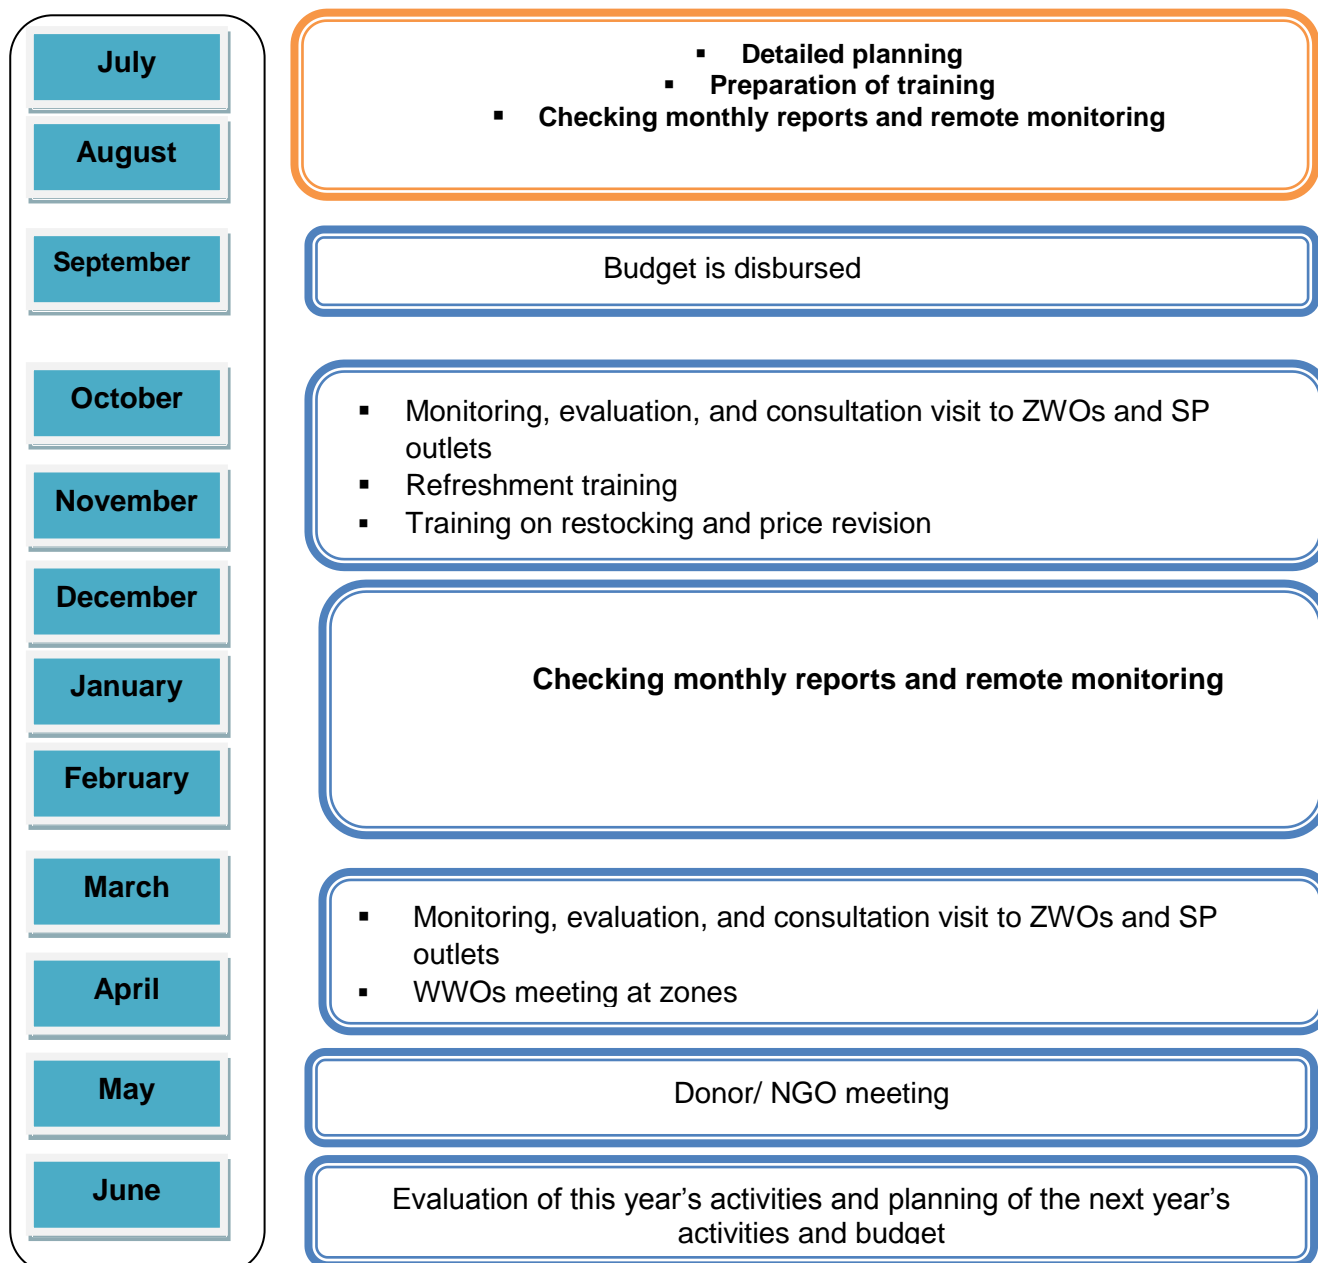 July
August
▪ Detailed planning
▪ Preparation of training
▪ Checking monthly reports and remote monitoring
September
Budget is disbursed
October
November
▪ Monitoring, evaluation, and consultation visit to ZWOs and SP
outlets
▪ Refreshment training
▪ Training on restocking and price revision
December
January
February
Checking monthly reports and remote monitoring
March
April
▪ Monitoring, evaluation, and consultation visit to ZWOs and SP
outlets
▪ WWOs meeting at zones
May
Donor/ NGO meeting
June
Evaluation of this year’s activities and planning of the next year’s
activities and budget